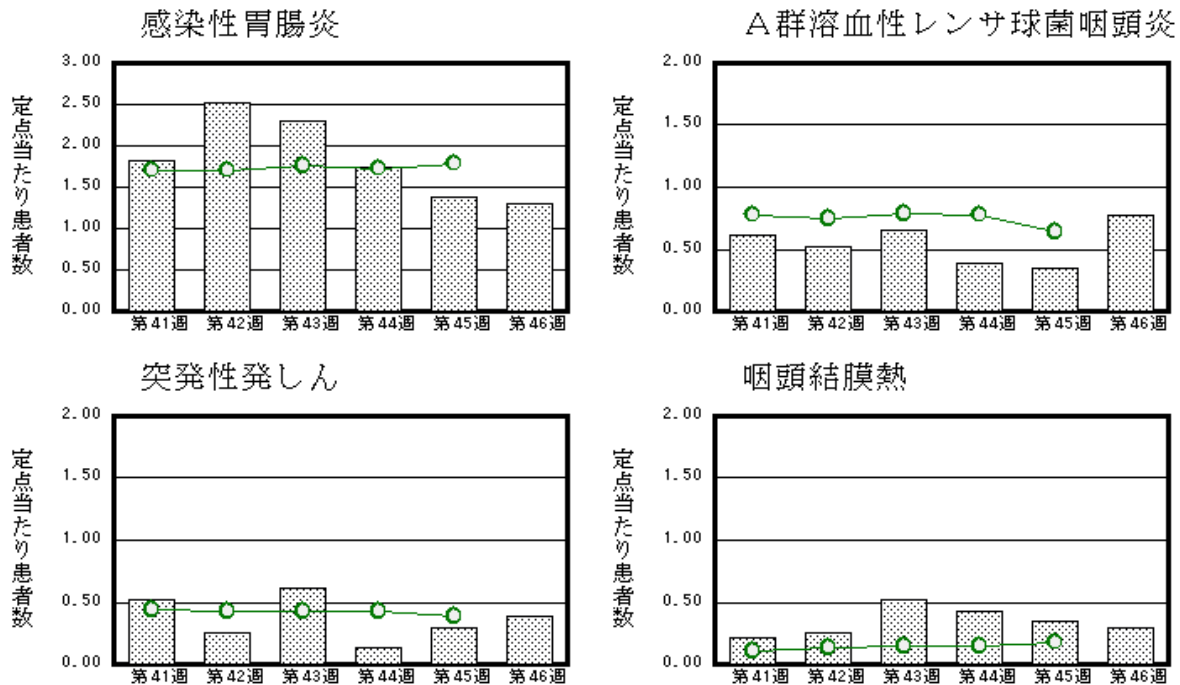 感染性胃腸炎
定点当たり患者数
3.00
2.50
2.00
1.50
1.00
0.50
0.00
第41週 第42週 第43週 第44週 第45週 第46週
A群溶血性レンサ球菌咽頭炎
定点当たり患者数
2.00
1.50
1.00
0.50
0.00
第41週 第42週 第43週 第44週 第45週 第46週
突発性発しん
定点当たり患者数
2.00
1.50
1.00
0.50
0.00
第41週 第42週 第43週 第44週 第45週 第46週
咽頭結膜熱
定点当たり患者数
2.00
1.50
1.00
0.50
0.00
第41週 第42週 第43週 第44週 第45週 第46週